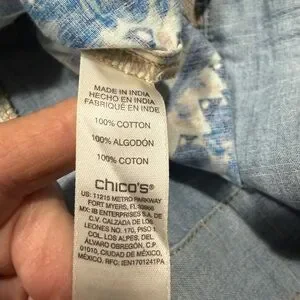 MADE IN INDIA
HECHO EN INDIA
FABRIQUÉ EN INDE
100% COTTON
100% ALGODÓN
100% COTON
chico's®
US: 11215 METRO PARKWAY
FORT MYERS, FL 33966
MX: IB ENTERPRISES S.A. DE
C.V. CALZADA DE LOS
LEONES NO. 170, PISO 1
COL. LOS ALPES, DEL.
ÁLVARO OBREGÓN, C.P
01010, CIUDAD DE MÉXICO,
MÉXICO, RFC: IEN1701241PA